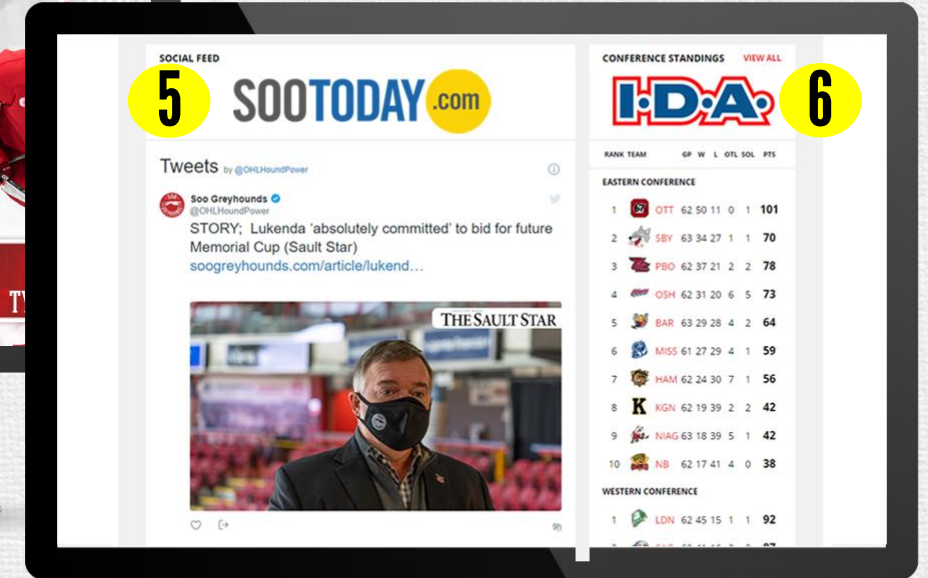 SOCIAL FEED
5
SOOTODAY.com
Tweets by @OHLHoundPower
Soo Greyhounds
@OHLHoundPower
STORY; Lukenda ‘absolutely committed’ to bid for future
Memorial Cup (Sault Star)
soogreyhounds.com/article/lukend…
THE SAULT STAR
CONFERENCE STANDINGS VIEW ALL
I·D·A·
6
RANK TEAM GP W L OTL SOL PTS
EASTERN CONFERENCE
1 OTT 62 50 11 0 1 101
2 SBY 63 34 27 1 1 70
3 PBO 62 37 21 2 2 78
4 OSH 62 31 20 6 5 73
5 BAR 63 29 28 4 2 64
6 MISS 61 27 29 4 1 59
7 HAM 62 24 30 7 1 56
8 K KGN 62 19 39 2 2 42
9 NIAG 63 18 39 5 1 42
10 NB 62 17 41 4 0 38
WESTERN CONFERENCE
1 LDN 62 45 15 1 1 92